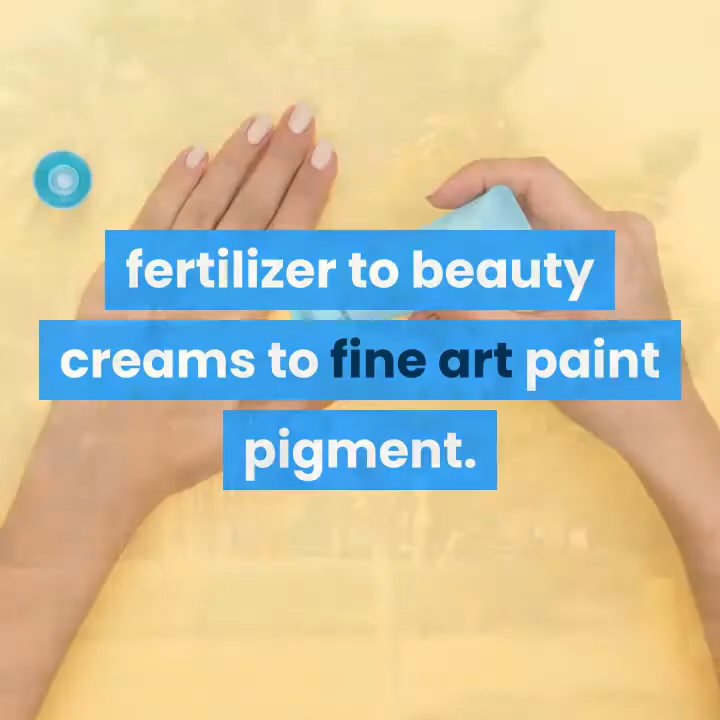 fertilizer to beauty
creams to fine art paint
pigment.